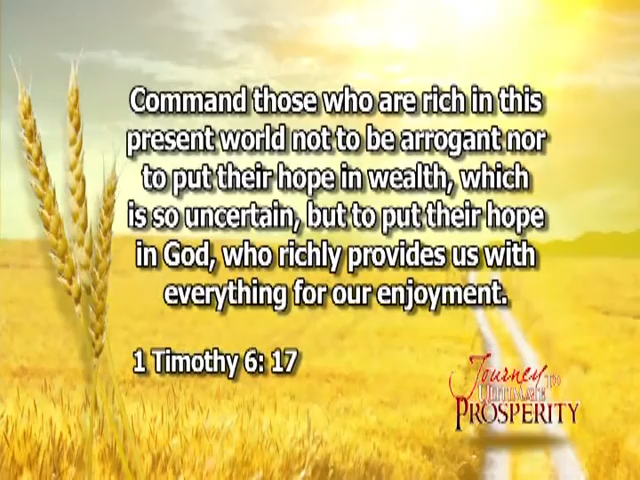 Command those who are rich in this
present world not to be arrogant nor
to put their hope in wealth, which
is so uncertain, but to put their hope
in God, who richly provides us with
everything for our enjoyment.
1 Timothy 6: 17
Journey TO
ULTIMATE
PROSPERITY